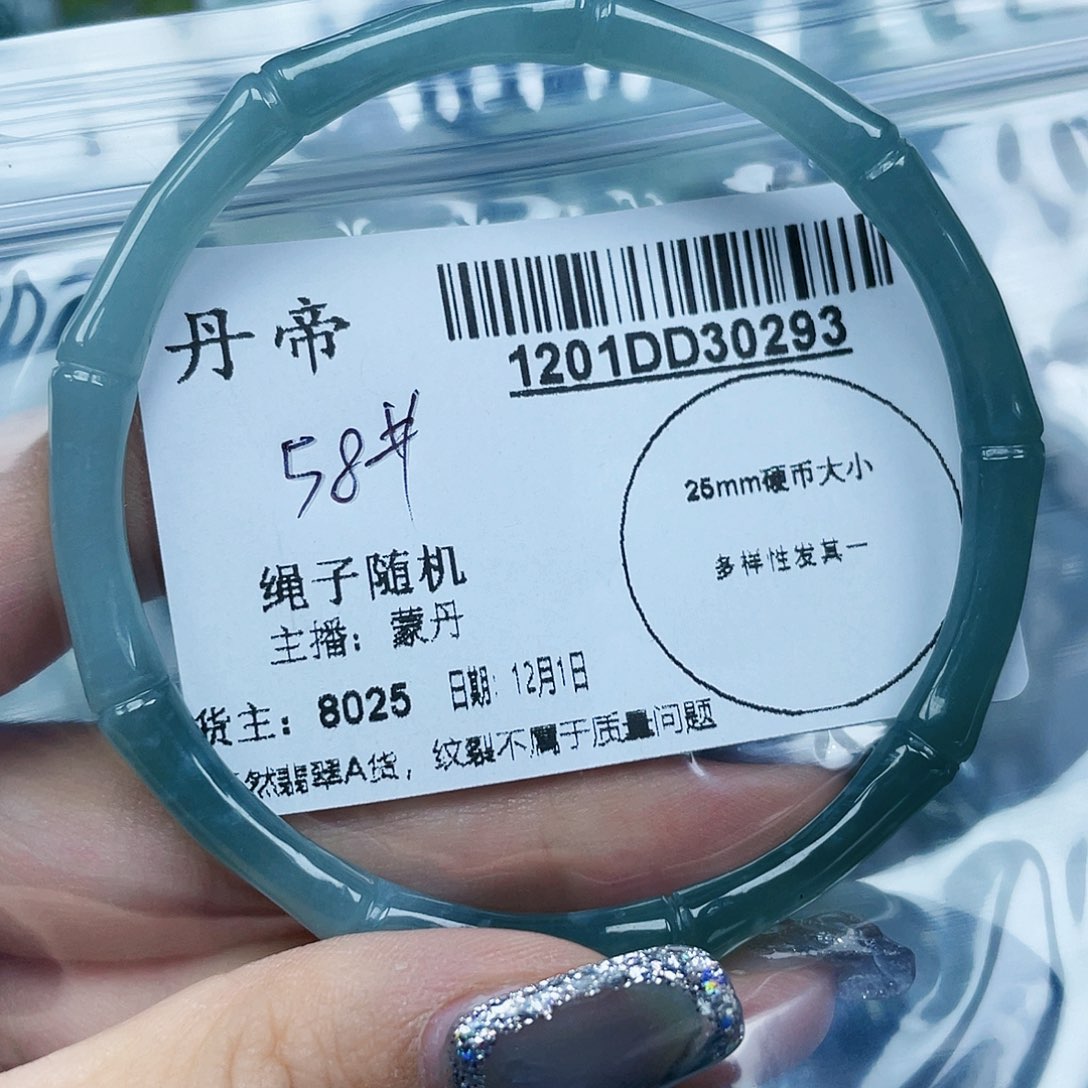 丹帝
1201DD30293
58#
25mm硬币大小
多样性发其一
绳子随机
主播：蒙丹
货主：8025 日期：12月1日
然翡翠A货，纹裂不属于质量问题